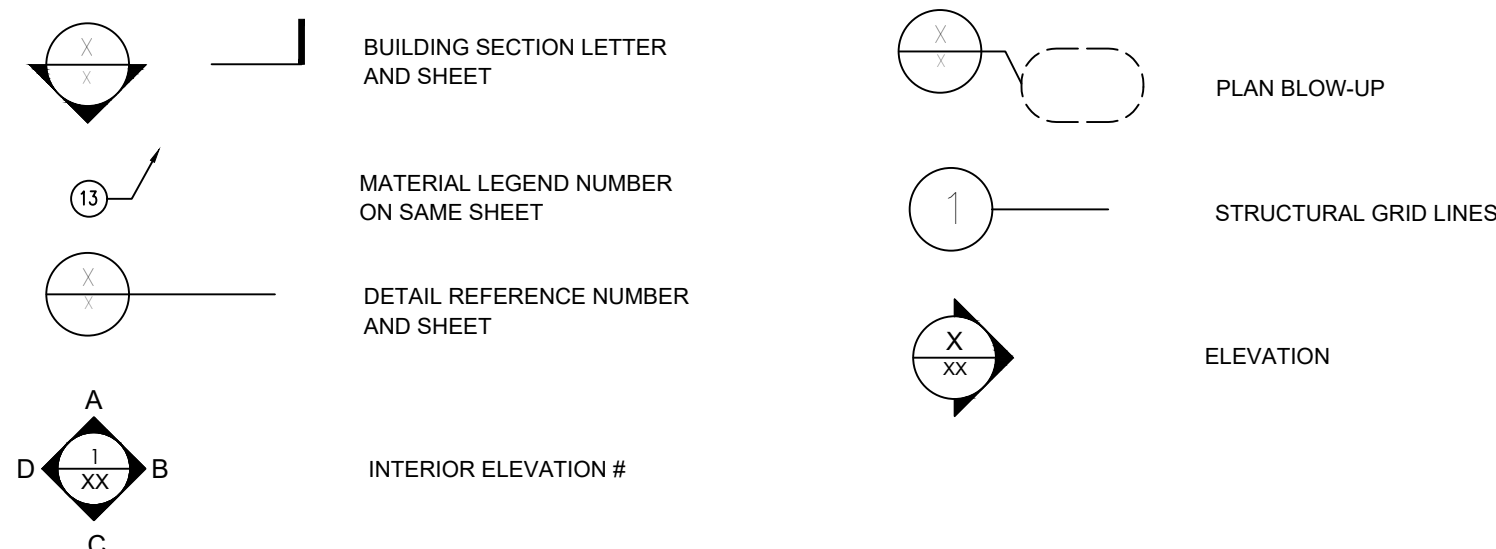 X
X
BUILDING SECTION LETTER
AND SHEET
13
MATERIAL LEGEND NUMBER
ON SAME SHEET
X
X
DETAIL REFERENCE NUMBER
AND SHEET
A
D
1
XX
B
C
INTERIOR ELEVATION #
X
X
PLAN BLOW-UP
1
STRUCTURAL GRID LINES
X
XX
ELEVATION